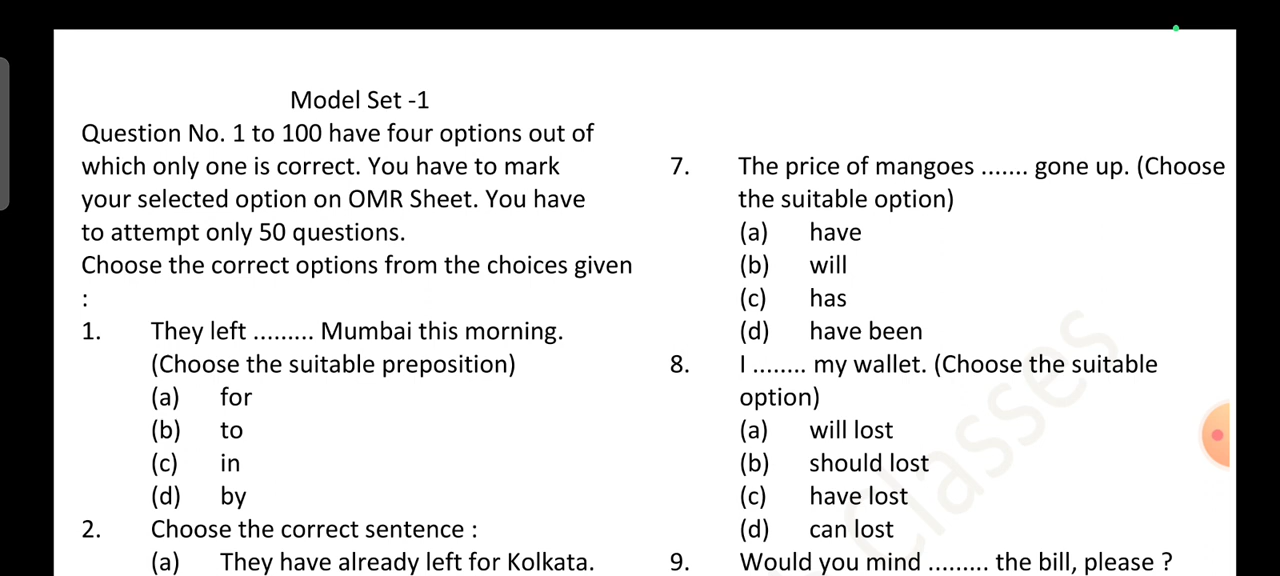 Model Set -1
Question No. 1 to 100 have four options out of
which only one is correct. You have to mark
your selected option on OMR Sheet. You have
to attempt only 50 questions.
Choose the correct options from the choices given
:
1. They left ......... Mumbai this morning.
(Choose the suitable preposition)
(a) for
(b) to
(c) in
(d) by
2. Choose the correct sentence :
(a) They have already left for Kolkata.
7. The price of mangoes ....... gone up. (Choose
the suitable option)
(a) have
(b) will
(c) has
(d) have been
8. I ........ my wallet. (Choose the suitable
option)
(a) will lost
(b) should lost
(c) have lost
(d) can lost
9. Would you mind ......... the bill, please ?
Classes